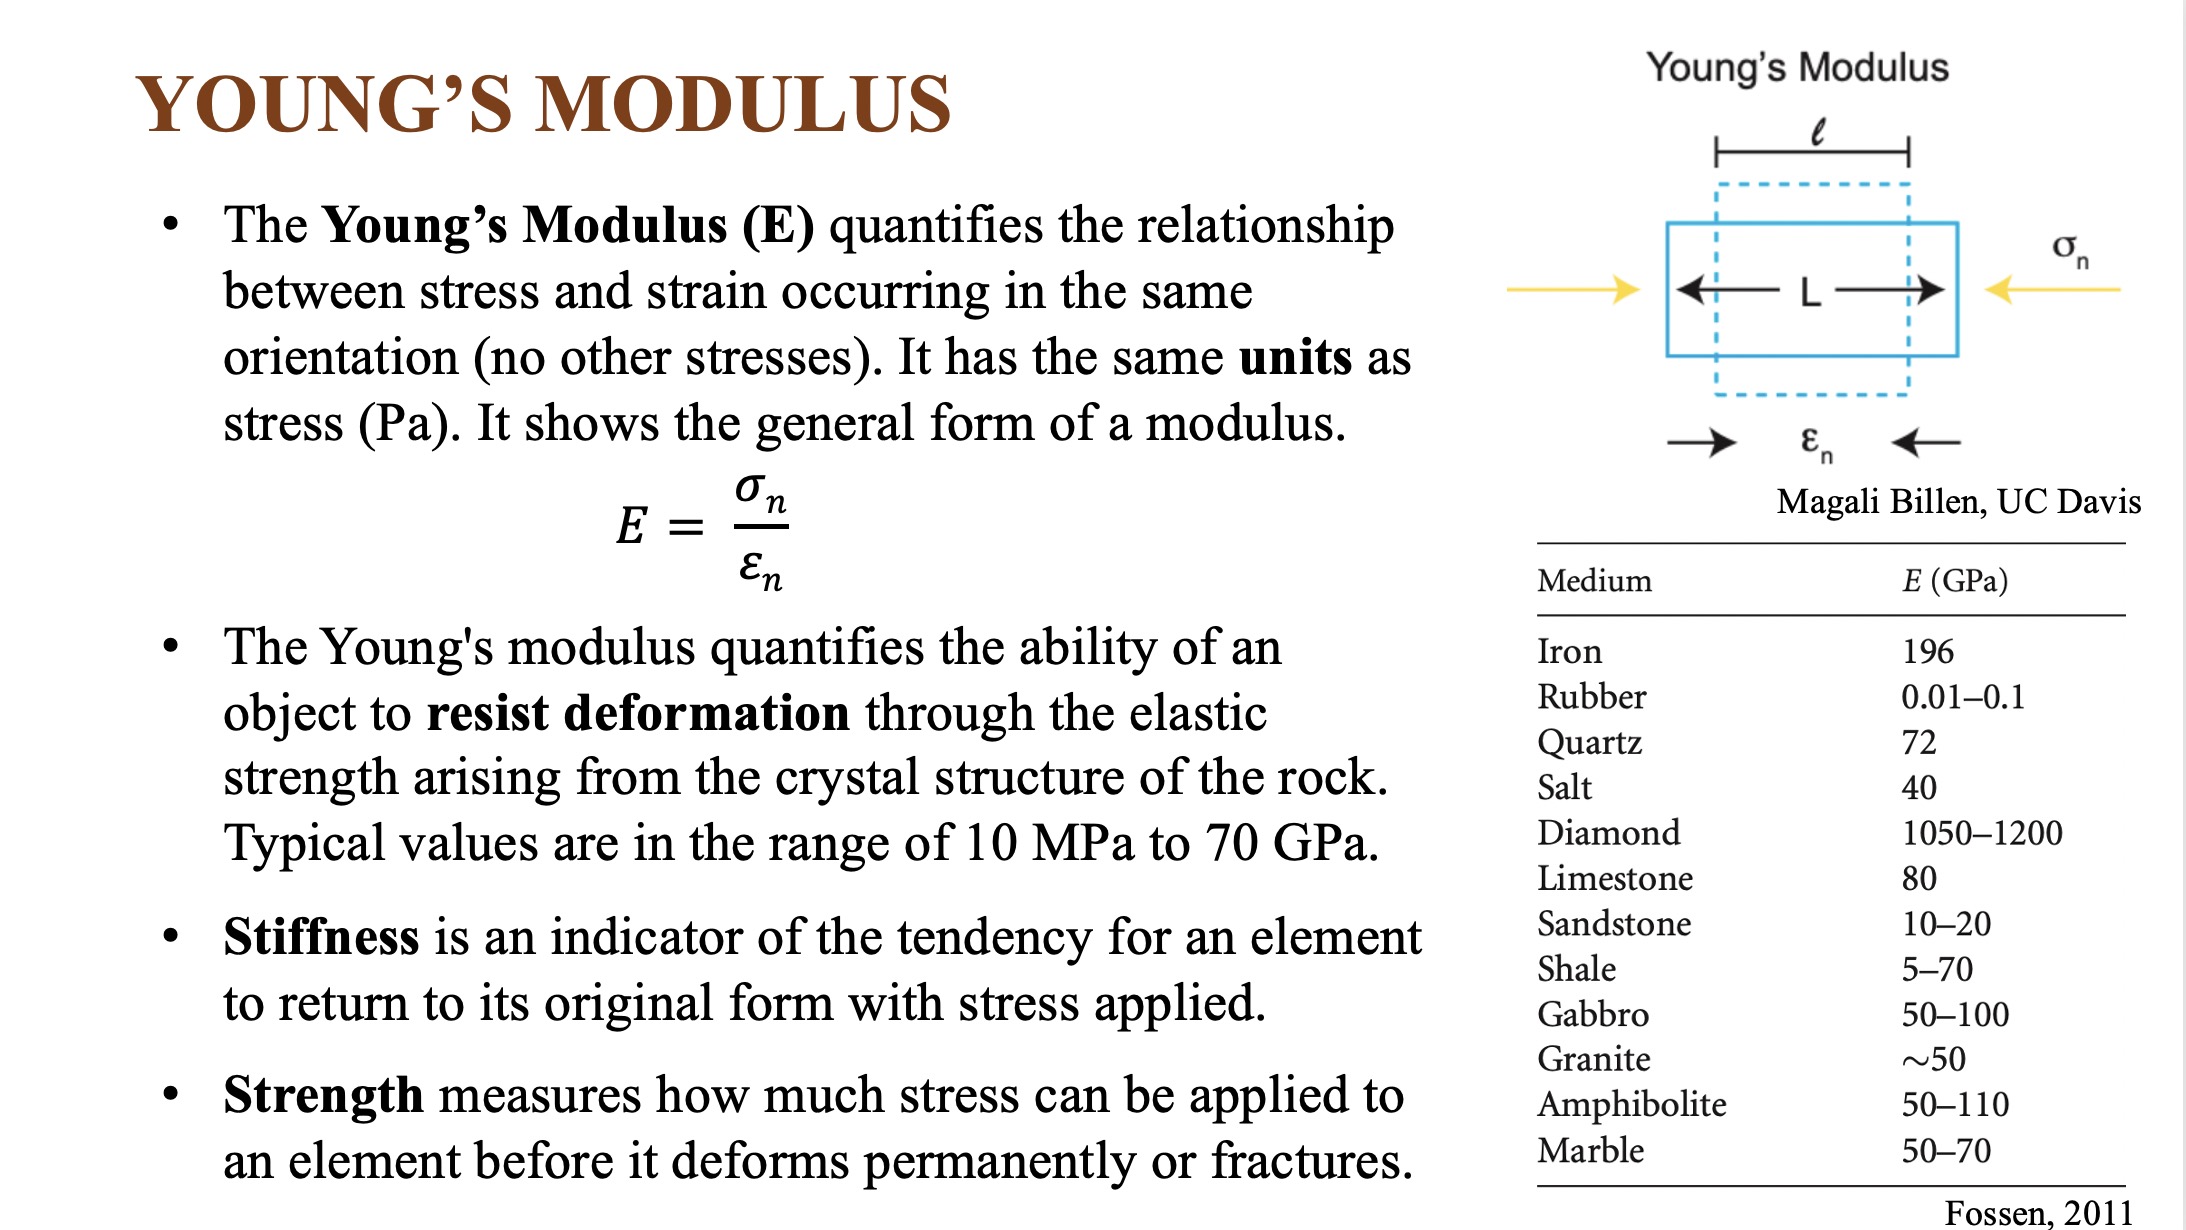 YOUNG’S MODULUS
• The Young’s Modulus (E) quantifies the relationship
between stress and strain occurring in the same
orientation (no other stresses). It has the same units as
stress (Pa). It shows the general form of a modulus.
E = σn / εn
• The Young's modulus quantifies the ability of an
object to resist deformation through the elastic
strength arising from the crystal structure of the rock.
Typical values are in the range of 10 MPa to 70 GPa.
• Stiffness is an indicator of the tendency for an element
to return to its original form with stress applied.
• Strength measures how much stress can be applied to
an element before it deforms permanently or fractures.
Young’s Modulus
ℓ
σn
L
εn
Magali Billen, UC Davis
Medium E (GPa)
Iron 196
Rubber 0.01–0.1
Quartz 72
Salt 40
Diamond 1050–1200
Limestone 80
Sandstone 10–20
Shale 5–70
Gabbro 50–100
Granite ~50
Amphibolite 50–110
Marble 50–70
Fossen, 2011